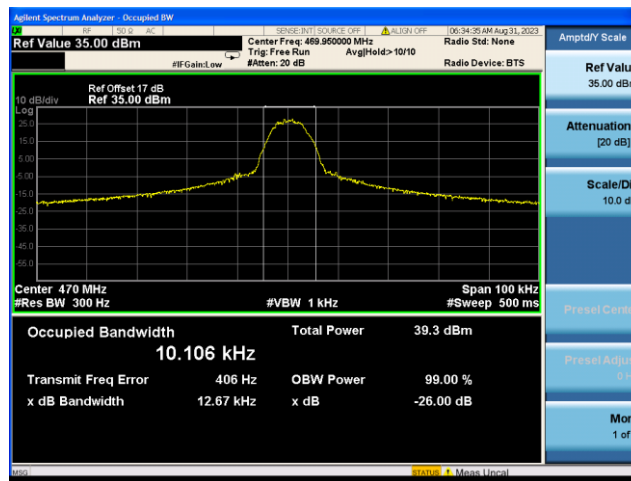 Agilent Spectrum Analyzer - Occupied BW
RF 50 Ω AC SENSE:INT SOURCE OFF ALIGN OFF 06:34:35 AM Aug 31, 2023
Ref Value 35.00 dBm Center Freq: 469.950000 MHz Radio Std: None
Trig: Free Run Avg|Hold:>10/10
#IFGain:Low #Atten: 20 dB Radio Device: BTS
Ref Offset 17 dB
10 dB/div Ref 35.00 dBm
Log
25.0
15.0
5.00
-5.00
-15.0
-25.0
-35.0
-45.0
-55.0
Center 470 MHz Span 100 kHz
#Res BW 300 Hz #VBW 1 kHz #Sweep 500 ms
Occupied Bandwidth Total Power 39.3 dBm
10.106 kHz
Transmit Freq Error 406 Hz OBW Power 99.00 %
x dB Bandwidth 12.67 kHz x dB -26.00 dB
MSG STATUS Meas Uncal
Amptd/Y Scale
Ref Valu
35.00 dBr
Attenuation
[20 dB]
Scale/Di
10.0 d
Presel Cente
Presel Adjus
0 H
Mor
1 of